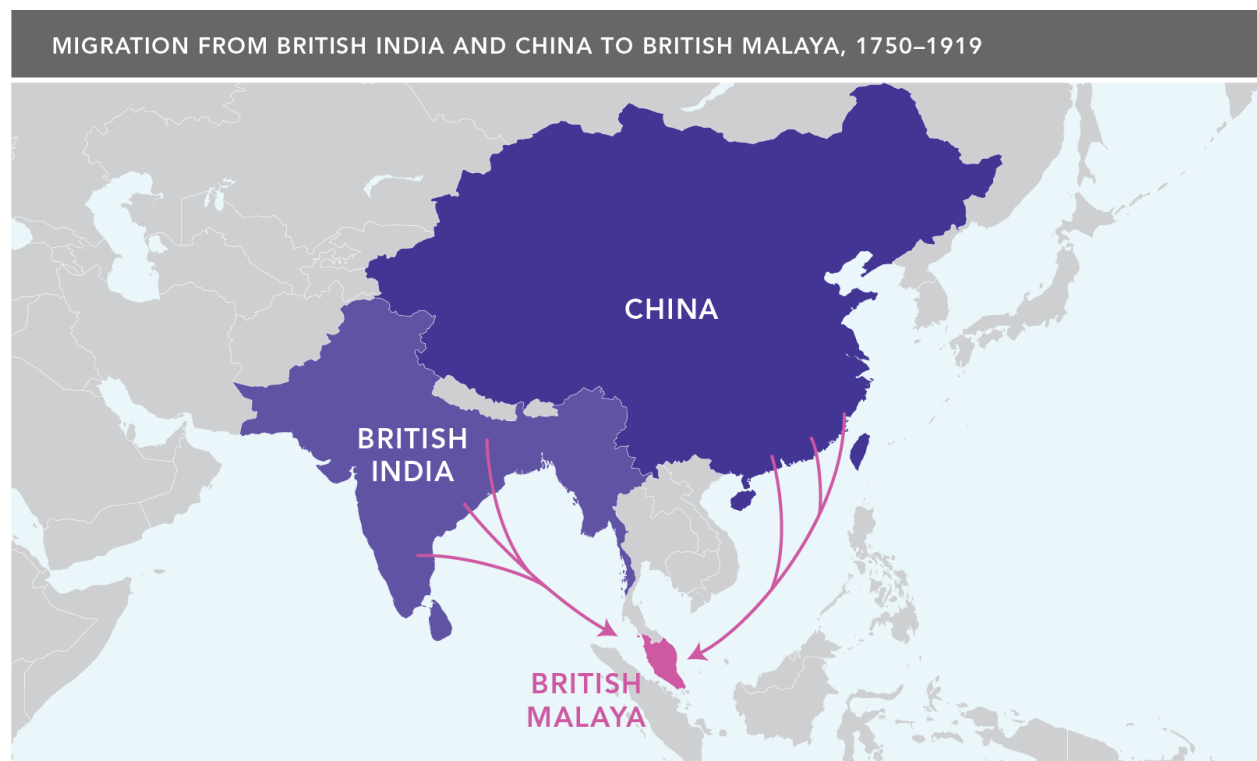 MIGRATION FROM BRITISH INDIA AND CHINA TO BRITISH MALAYA, 1750–1919
CHINA
BRITISH
INDIA
BRITISH
MALAYA